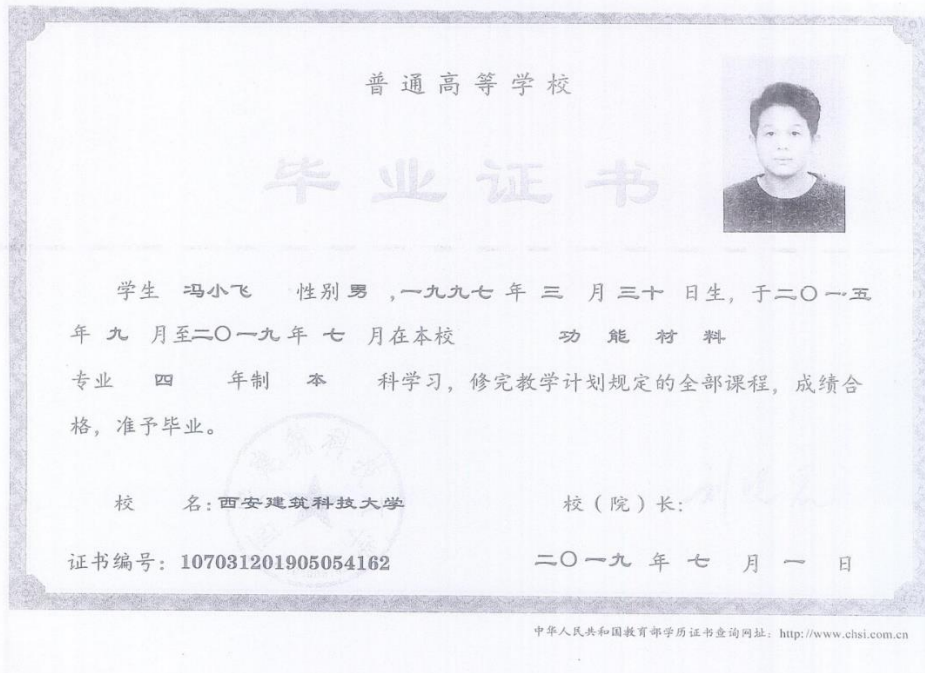 普通高等学校
毕业证书
学生 冯小飞 性别 男 ,一九九七 年 三 月 三十 日生，于二〇一五
年 九 月至二〇一九年 七 月在本校 功能材料
专业 四 年制 本 科学习，修完教学计划规定的全部课程，成绩合
格，准予毕业。
校 名：西安建筑科技大学 校（院）长：
证书编号：107031201905054162 二〇一九 年 七 月 一 日
中华人民共和国教育部学历证书查询网址：http://www.chsi.com.cn